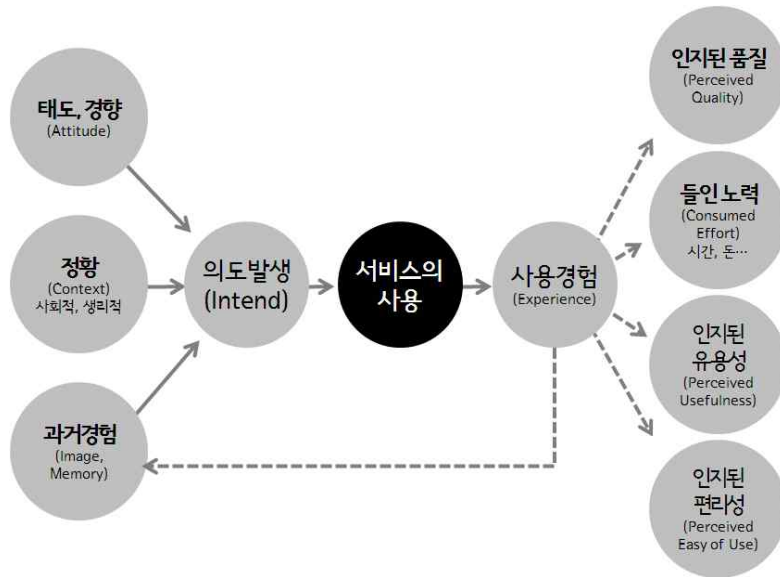 태도, 경향
(Attitude)
정황
(Context)
사회적, 생리적
과거경험
(Image,
Memory)
의도발생
(Intend)
서비스의
사용
사용경험
(Experience)
인지된 품질
(Perceived
Quality)
들인 노력
(Consumed
Effort)
시간, 돈…
인지된
유용성
(Perceived
Usefulness)
인지된
편리성
(Perceived
Easy of Use)